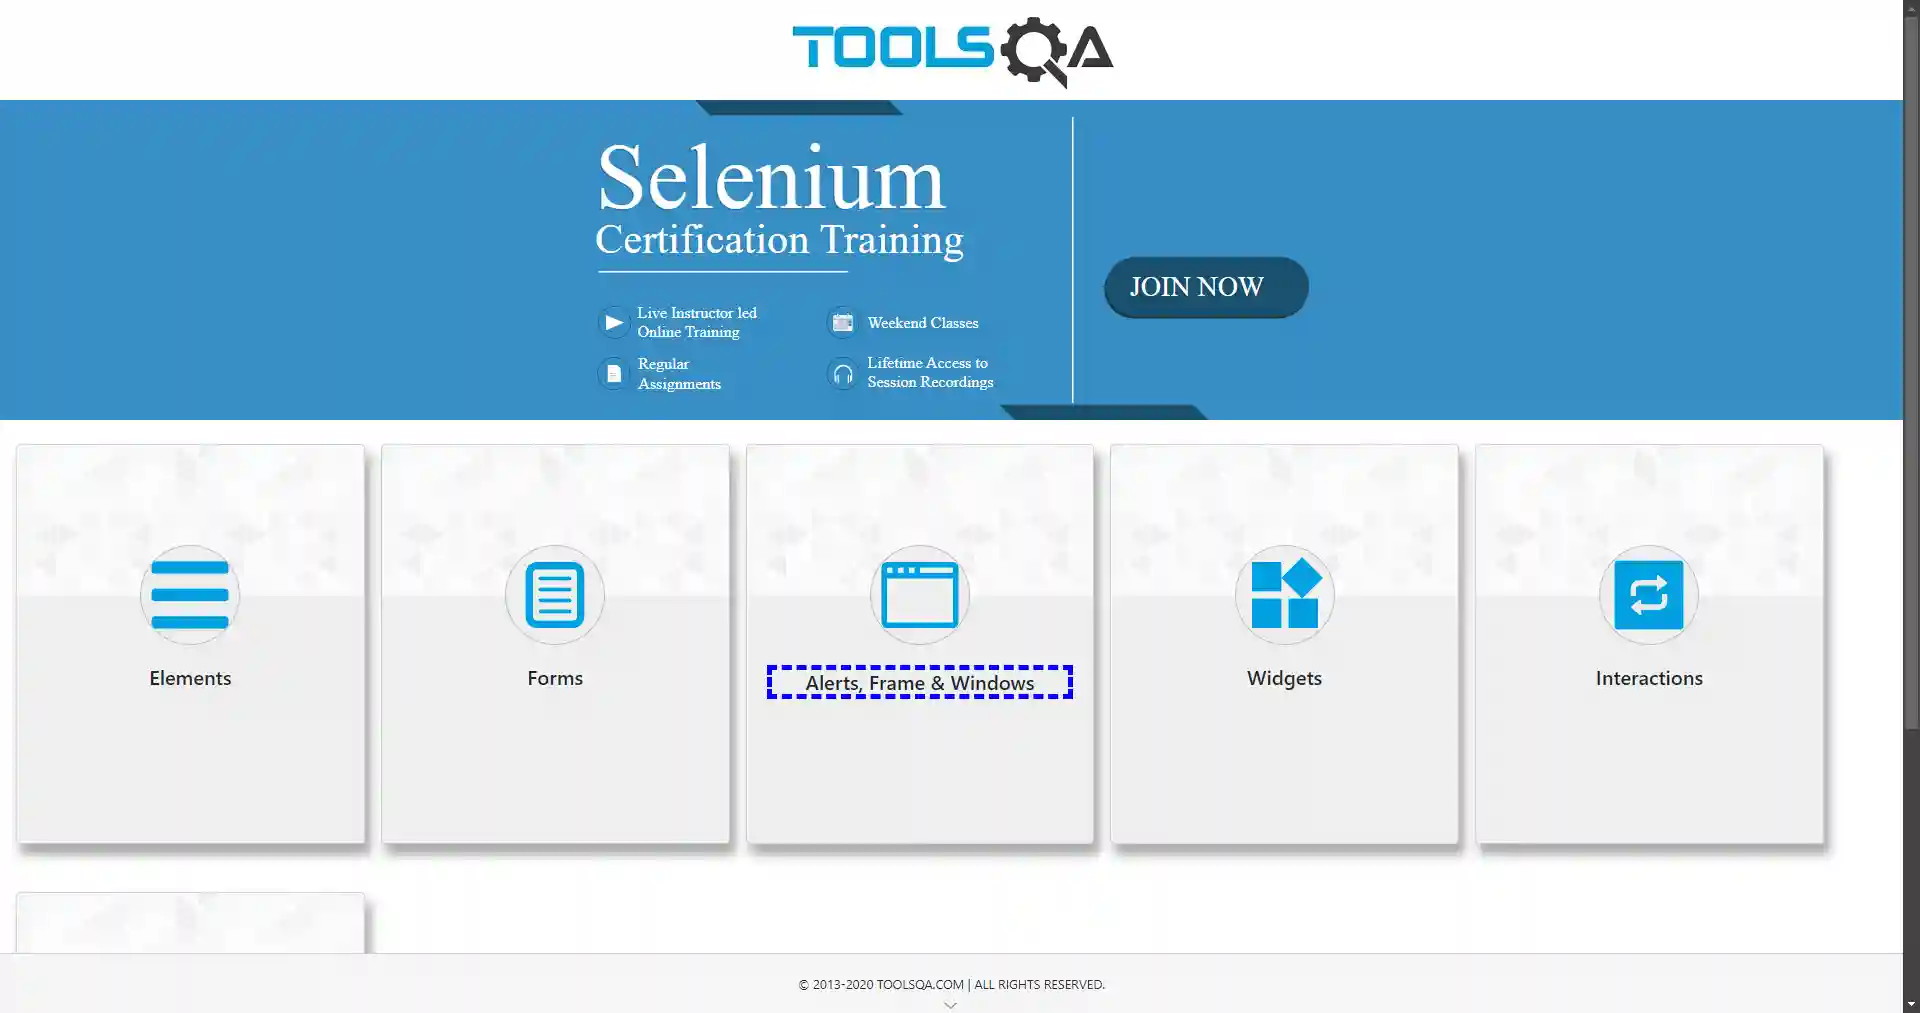 TOOLSQA
Selenium
Certification Training
Live Instructor led
Online Training
Weekend Classes
Regular
Assignments
Lifetime Access to
Session Recordings
JOIN NOW
Elements
Forms
Alerts, Frame & Windows
Widgets
Interactions
© 2013-2020 TOOLSQA.COM | ALL RIGHTS RESERVED.